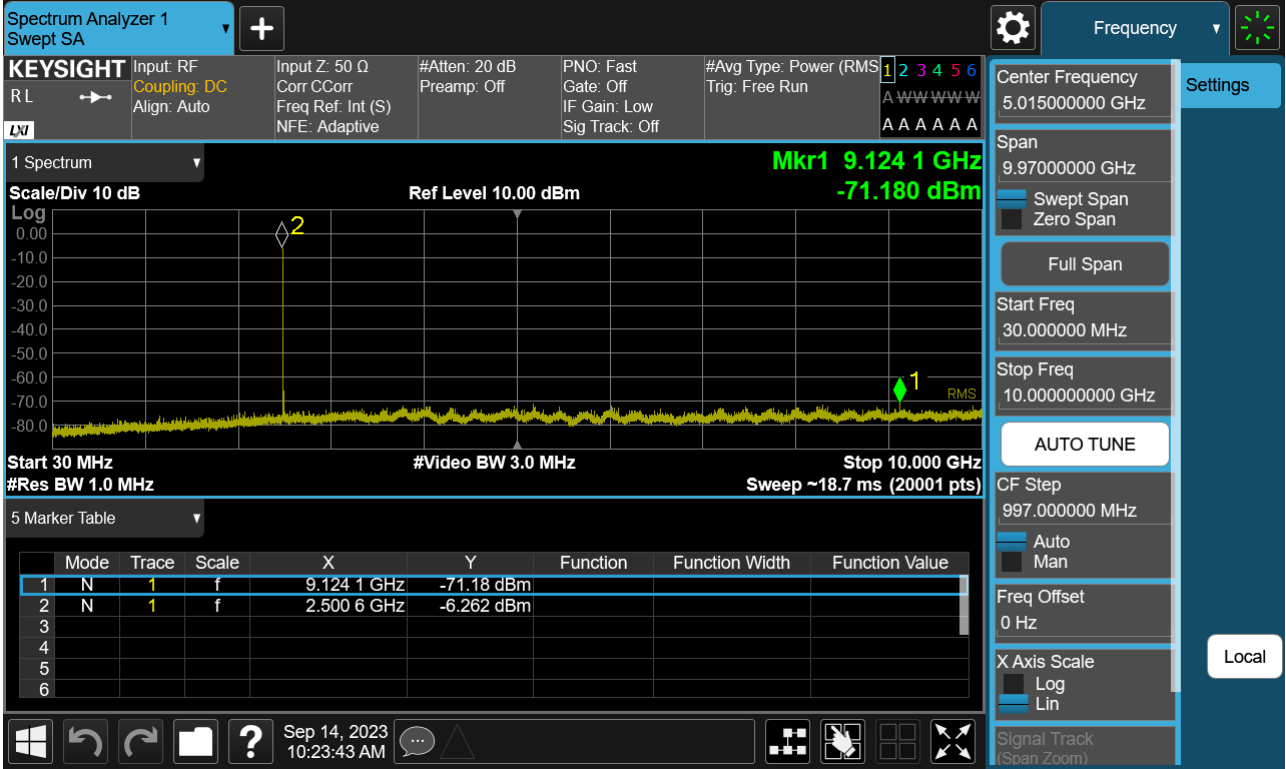 Spectrum Analyzer 1
Swept SA
Frequency
KEYSIGHT
RL
LXI
Input: RF
Coupling: DC
Align: Auto
Input Z: 50 Ω
Corr CCorr
Freq Ref: Int (S)
NFE: Adaptive
#Atten: 20 dB
Preamp: Off
PNO: Fast
Gate: Off
IF Gain: Low
Sig Track: Off
#Avg Type: Power (RMS
Trig: Free Run
1 2 3 4 5 6
A W W W W W
A A A A A A
1 Spectrum
Mkr1 9.124 1 GHz
Scale/Div 10 dB
Ref Level 10.00 dBm
-71.180 dBm
Log
0.00
-10.0
-20.0
-30.0
-40.0
-50.0
-60.0
-70.0
-80.0
2
1
RMS
Start 30 MHz
#Video BW 3.0 MHz
Stop 10.000 GHz
#Res BW 1.0 MHz
Sweep ~18.7 ms (20001 pts)
5 Marker Table
Mode Trace Scale X Y Function Function Width Function Value
1 N 1 f 9.124 1 GHz -71.18 dBm
2 N 1 f 2.500 6 GHz -6.262 dBm
3
4
5
6
?
Sep 14, 2023
10:23:43 AM
Center Frequency
5.015000000 GHz
Settings
Span
9.97000000 GHz
Swept Span
Zero Span
Full Span
Start Freq
30.000000 MHz
Stop Freq
10.000000000 GHz
AUTO TUNE
CF Step
997.000000 MHz
Auto
Man
Freq Offset
0 Hz
X Axis Scale
Log
Lin
Local
Signal Track
(Span Zoom)